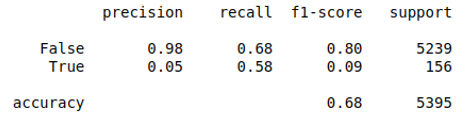 precision recall f1-score support
False 0.98 0.68 0.80 5239
True 0.05 0.58 0.09 156
accuracy 0.68 5395